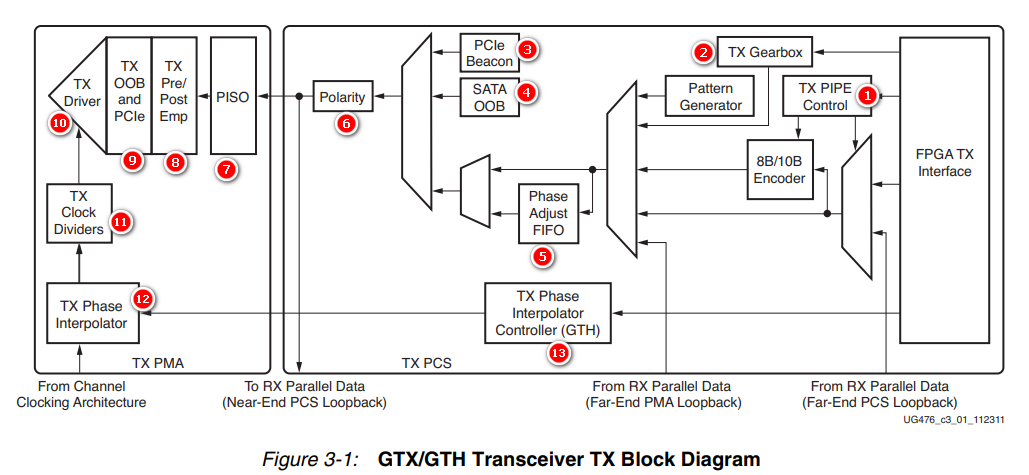 TX
Driver
10
TX
OOB
and
PCIe
9
TX
Pre/
Post
Emp
8
PISO
7
TX
Clock
Dividers
11
TX Phase
Interpolator
12
TX PMA
Polarity
6
PCIe
Beacon
3
SATA
OOB
4
Phase
Adjust
FIFO
5
TX Gearbox
2
Pattern
Generator
TX PIPE
Control
1
8B/10B
Encoder
FPGA TX
Interface
TX Phase
Interpolator
Controller (GTH)
13
TX PCS
From Channel
Clocking Architecture
To RX Parallel Data
(Near-End PCS Loopback)
From RX Parallel Data
(Far-End PMA Loopback)
From RX Parallel Data
(Far-End PCS Loopback)
UG476_c3_01_112311
Figure 3-1: GTX/GTH Transceiver TX Block Diagram